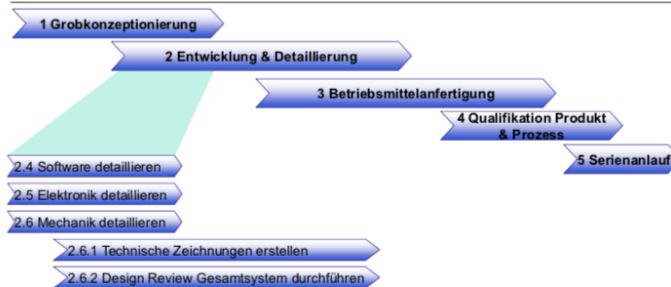 1 Grobkonzeptionierung
2 Entwicklung & Detaillierung
3 Betriebsmittelanfertigung
4 Qualifikation Produkt
& Prozess
5 Serienanlauf
2.4 Software detaillieren
2.5 Elektronik detaillieren
2.6 Mechanik detaillieren
2.6.1 Technische Zeichnungen erstellen
2.6.2 Design Review Gesamtsystem durchführen